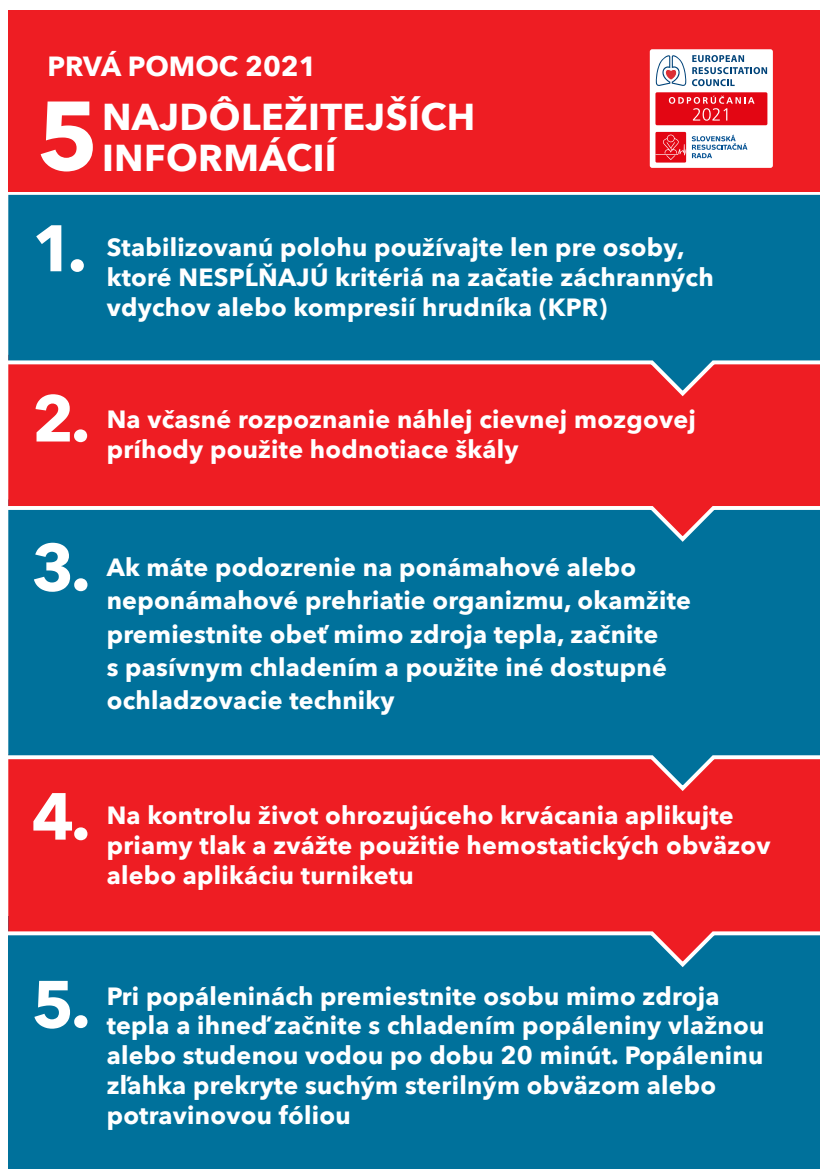 PRVÁ POMOC 2021
5 NAJDÔLEŽITEJŠÍCH
INFORMÁCIÍ
EUROPEAN
RESUSCITATION
COUNCIL
ODPORÚČANIA
2021
SLOVENSKÁ
RESUSCITAČNÁ
RADA
1. Stabilizovanú polohu používajte len pre osoby,
ktoré NESPĹŇAJÚ kritériá na začatie záchranných
vdychov alebo kompresií hrudníka (KPR)
2. Na včasné rozpoznanie náhlej cievnej mozgovej
príhody použite hodnotiace škály
3. Ak máte podozrenie na ponámahové alebo
neponámahové prehriatie organizmu, okamžite
premiestnite obeť mimo zdroja tepla, začnite
s pasívnym chladením a použite iné dostupné
ochladzovacie techniky
4. Na kontrolu život ohrozujúceho krvácania aplikujte
priamy tlak a zvážte použitie hemostatických obväzov
alebo aplikáciu turniketu
5. Pri popáleninách premiestnite osobu mimo zdroja
tepla a ihneď začnite s chladením popáleniny vlažnou
alebo studenou vodou po dobu 20 minút. Popáleninu
zľahka prekryte suchým sterilným obväzom alebo
potravinovou fóliou